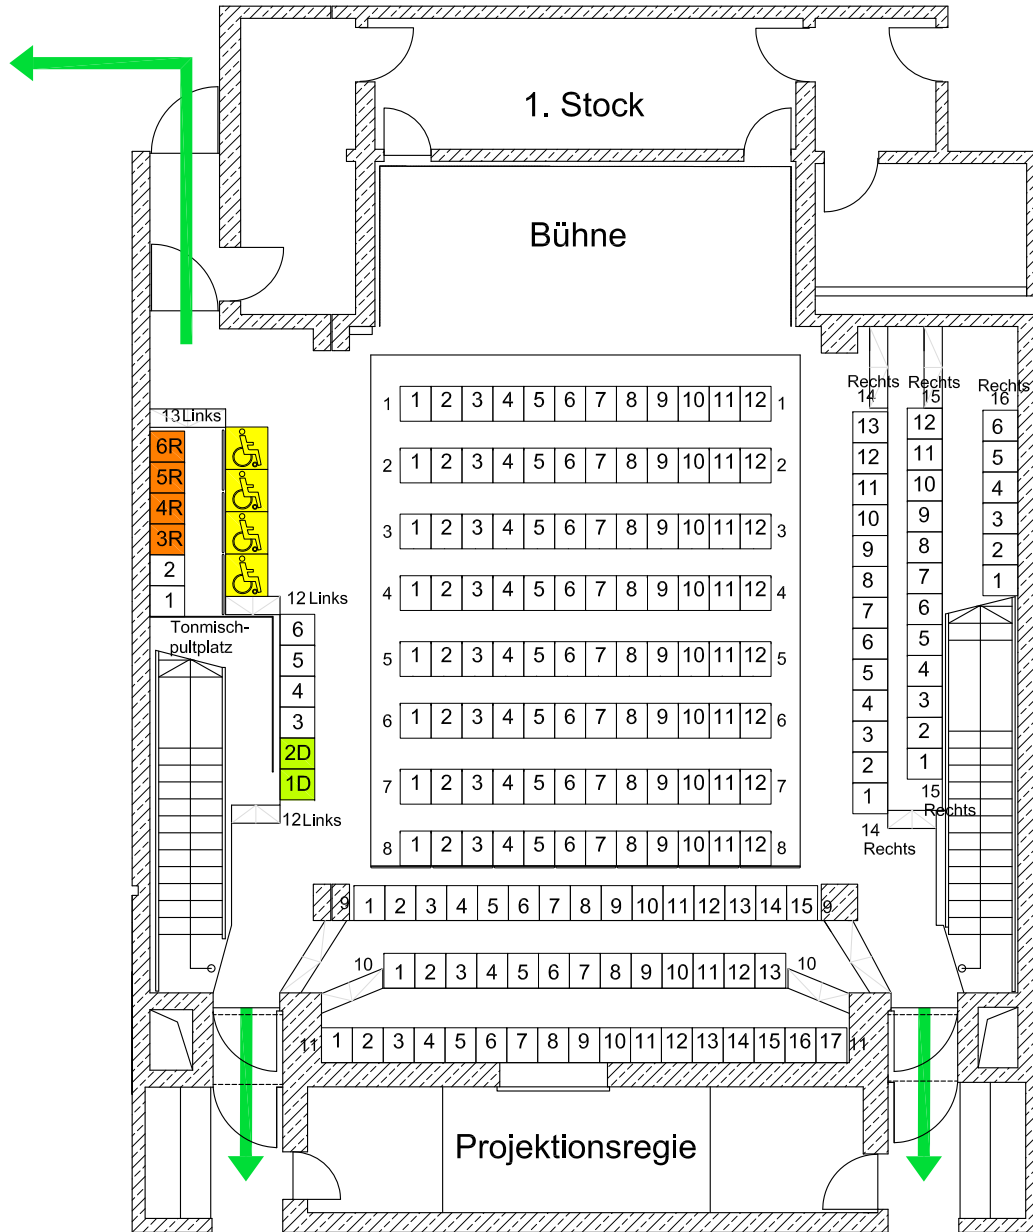 1. Stock
Bühne
Rechts Rechts Rechts
14 15 16
13 Links
6R
5R
4R
3R
2
1
Tonmisch-
pultplatz
12 Links
6
5
4
3
2D
1D
12 Links
1 1 2 3 4 5 6 7 8 9 10 11 12 1
2 1 2 3 4 5 6 7 8 9 10 11 12 2
3 1 2 3 4 5 6 7 8 9 10 11 12 3
4 1 2 3 4 5 6 7 8 9 10 11 12 4
5 1 2 3 4 5 6 7 8 9 10 11 12 5
6 1 2 3 4 5 6 7 8 9 10 11 12 6
7 1 2 3 4 5 6 7 8 9 10 11 12 7
8 1 2 3 4 5 6 7 8 9 10 11 12 8
13
12
11
10
9
8
7
6
5
4
3
2
1
14
Rechts
12
11
10
9
8
7
6
5
4
3
2
1
15
Rechts
6
5
4
3
2
1
9 1 2 3 4 5 6 7 8 9 10 11 12 13 14 15 9
10 1 2 3 4 5 6 7 8 9 10 11 12 13 10
11 1 2 3 4 5 6 7 8 9 10 11 12 13 14 15 16 17 11
Projektionsregie